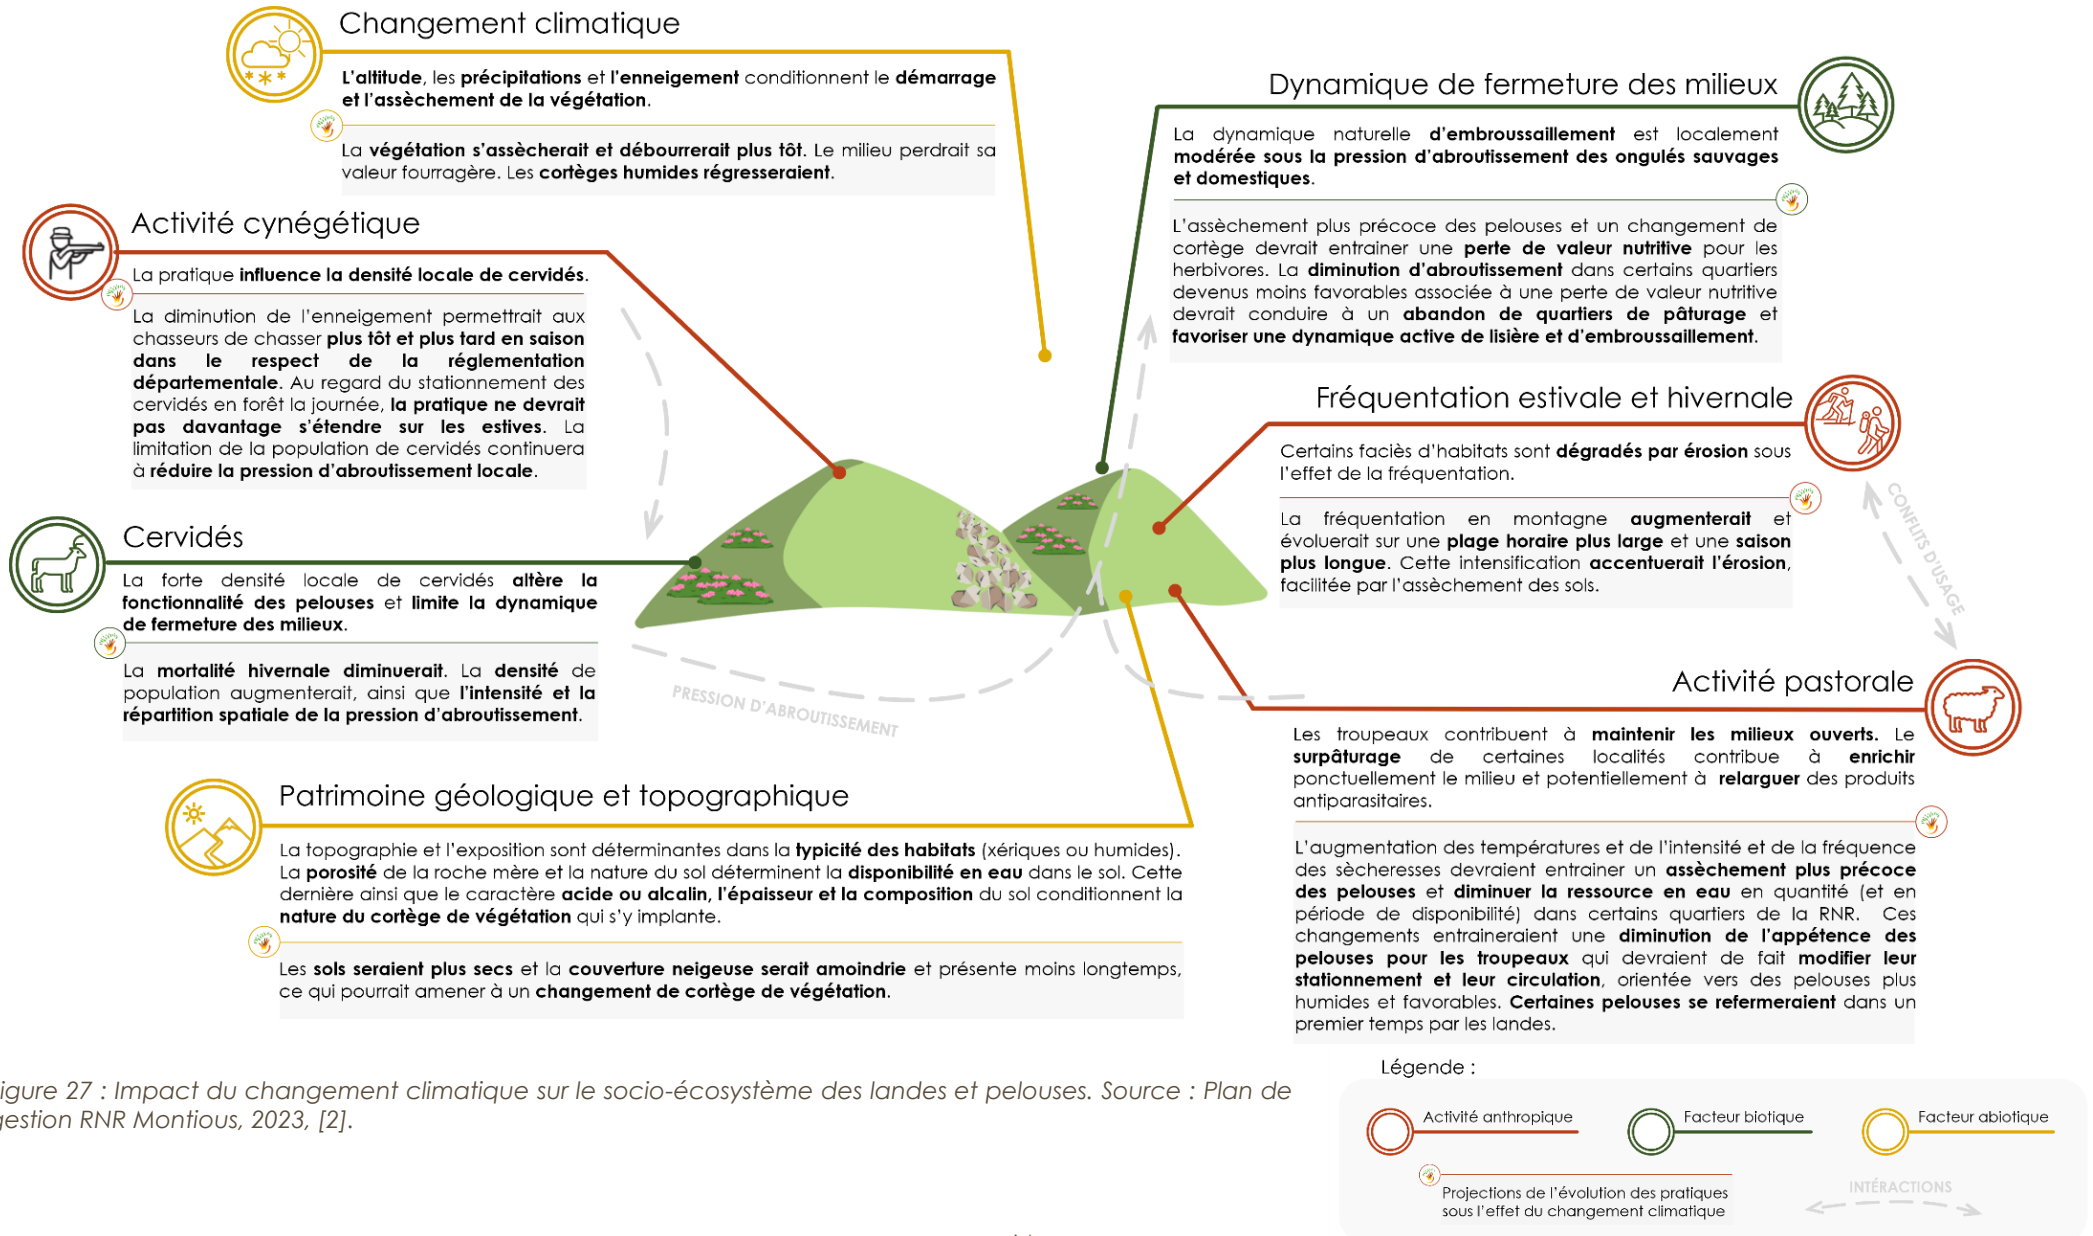 Changement climatique
L'altitude, les précipitations et l'enneigement conditionnent le démarrage
et l'assèchement de la végétation.
La végétation s'assècherait et débourrerait plus tôt. Le milieu perdrait sa
valeur fourragère. Les cortèges humides régresseraient.
Activité cynégétique
La pratique influence la densité locale de cervidés.
La diminution de l'enneigement permettrait aux
chasseurs de chasser plus tôt et plus tard en saison
dans le respect de la réglementation
départementale. Au regard du stationnement des
cervidés en forêt la journée, la pratique ne devrait
pas davantage s'étendre sur les estives. La
limitation de la population de cervidés continuera
à réduire la pression d'abroutissement locale.
Cervidés
La forte densité locale de cervidés altère la
fonctionnalité des pelouses et limite la dynamique
de fermeture des milieux.
La mortalité hivernale diminuerait. La densité de
population augmenterait, ainsi que l'intensité et la
répartition spatiale de la pression d'abroutissement.
PRESSION D'ABROUTISSEMENT
Patrimoine géologique et topographique
La topographie et l'exposition sont déterminantes dans la typicité des habitats (xériques ou humides).
La porosité de la roche mère et la nature du sol déterminent la disponibilité en eau dans le sol. Cette
dernière ainsi que le caractère acide ou alcalin, l'épaisseur et la composition du sol conditionnent la
nature du cortège de végétation qui s'y implante.
Les sols seraient plus secs et la couverture neigeuse serait amoindrie et présente moins longtemps,
ce qui pourrait amener à un changement de cortège de végétation.
Dynamique de fermeture des milieux
La dynamique naturelle d'embroussaillement est localement
modérée sous la pression d'abroutissement des ongulés sauvages
et domestiques.
L'assèchement plus précoce des pelouses et un changement de
cortège devrait entrainer une perte de valeur nutritive pour les
herbivores. La diminution d'abroutissement dans certains quartiers
devenus moins favorables associée à une perte de valeur nutritive
devrait conduire à un abandon de quartiers de pâturage et
favoriser une dynamique active de lisière et d'embroussaillement.
Fréquentation estivale et hivernale
Certains faciès d'habitats sont dégradés par érosion sous
l'effet de la fréquentation.
La fréquentation en montagne augmenterait et
évoluerait sur une plage horaire plus large et une saison
plus longue. Cette intensification accentuerait l'érosion,
facilitée par l'assèchement des sols.
CONFLITS D'USAGE
Activité pastorale
Les troupeaux contribuent à maintenir les milieux ouverts. Le
surpâturage de certaines localités contribue à enrichir
ponctuellement le milieu et potentiellement à relarguer des produits
antiparasitaires.
L'augmentation des températures et de l'intensité et de la fréquence
des sècheresses devraient entrainer un assèchement plus précoce
des pelouses et diminuer la ressource en eau en quantité (et en
période de disponibilité) dans certains quartiers de la RNR. Ces
changements entraineraient une diminution de l'appétence des
pelouses pour les troupeaux qui devraient de fait modifier leur
stationnement et leur circulation, orientée vers des pelouses plus
humides et favorables. Certaines pelouses se refermeraient dans un
premier temps par les landes.
igure 27 : Impact du changement climatique sur le socio-écosystème des landes et pelouses. Source : Plan de
gestion RNR Montious, 2023, [2].
Légende :
Activité anthropique
Facteur biotique
Facteur abiotique
Projections de l'évolution des pratiques
sous l'effet du changement climatique
INTÉRACTIONS